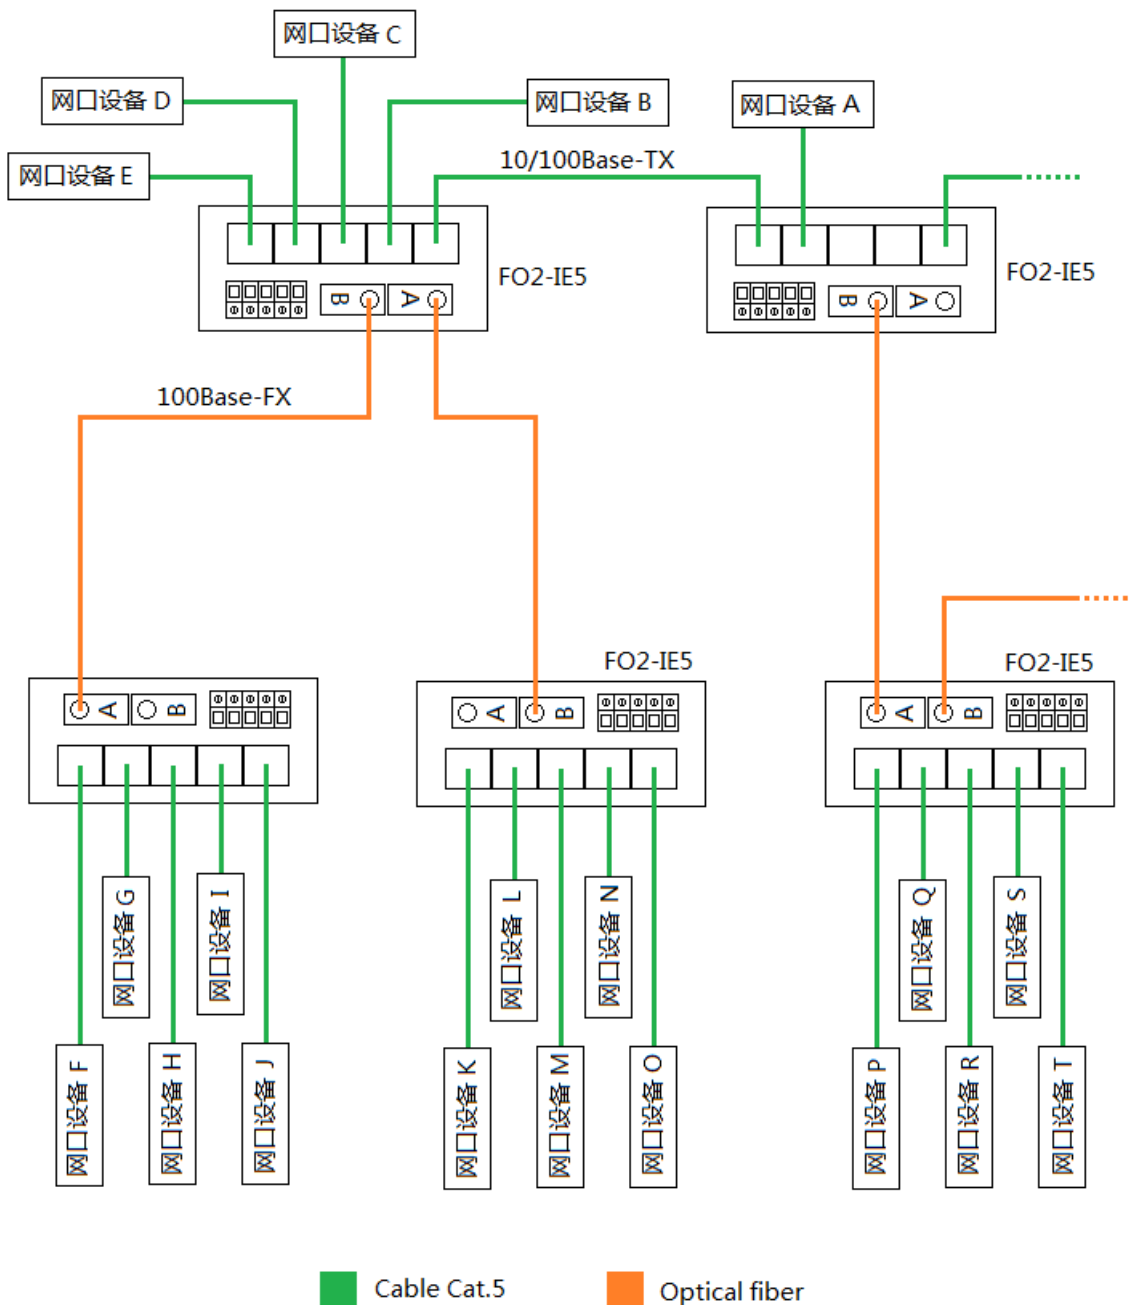 网口设备 C
网口设备 D
网口设备 B
网口设备 A
网口设备 E
10/100Base-TX
FO2-IE5
FO2-IE5
B
A
B
A
100Base-FX
FO2-IE5
FO2-IE5
A
B
A
B
A
B
网口设备 F
网口设备 G
网口设备 H
网口设备 I
网口设备 J
网口设备 K
网口设备 L
网口设备 M
网口设备 N
网口设备 O
网口设备 P
网口设备 Q
网口设备 R
网口设备 S
网口设备 T
Cable Cat.5
Optical fiber